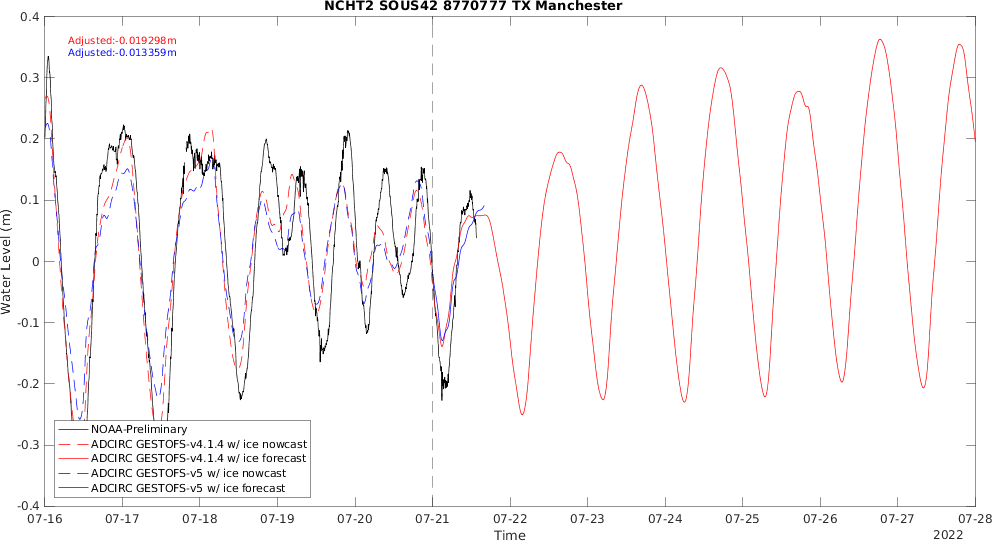 NCHT2 SOUS42 8770777 TX Manchester
Adjusted:-0.019298m
Adjusted:-0.013359m
0.4
0.3
0.2
0.1
0
-0.1
-0.2
-0.3
-0.4
Water Level (m)
NOAA-Preliminary
ADCIRC GESTOFS-v4.1.4 w/ ice nowcast
ADCIRC GESTOFS-v4.1.4 w/ ice forecast
ADCIRC GESTOFS-v5 w/ ice nowcast
ADCIRC GESTOFS-v5 w/ ice forecast
07-16 07-17 07-18 07-19 07-20 07-21 07-22 07-23 07-24 07-25 07-26 07-27 07-28
Time
2022